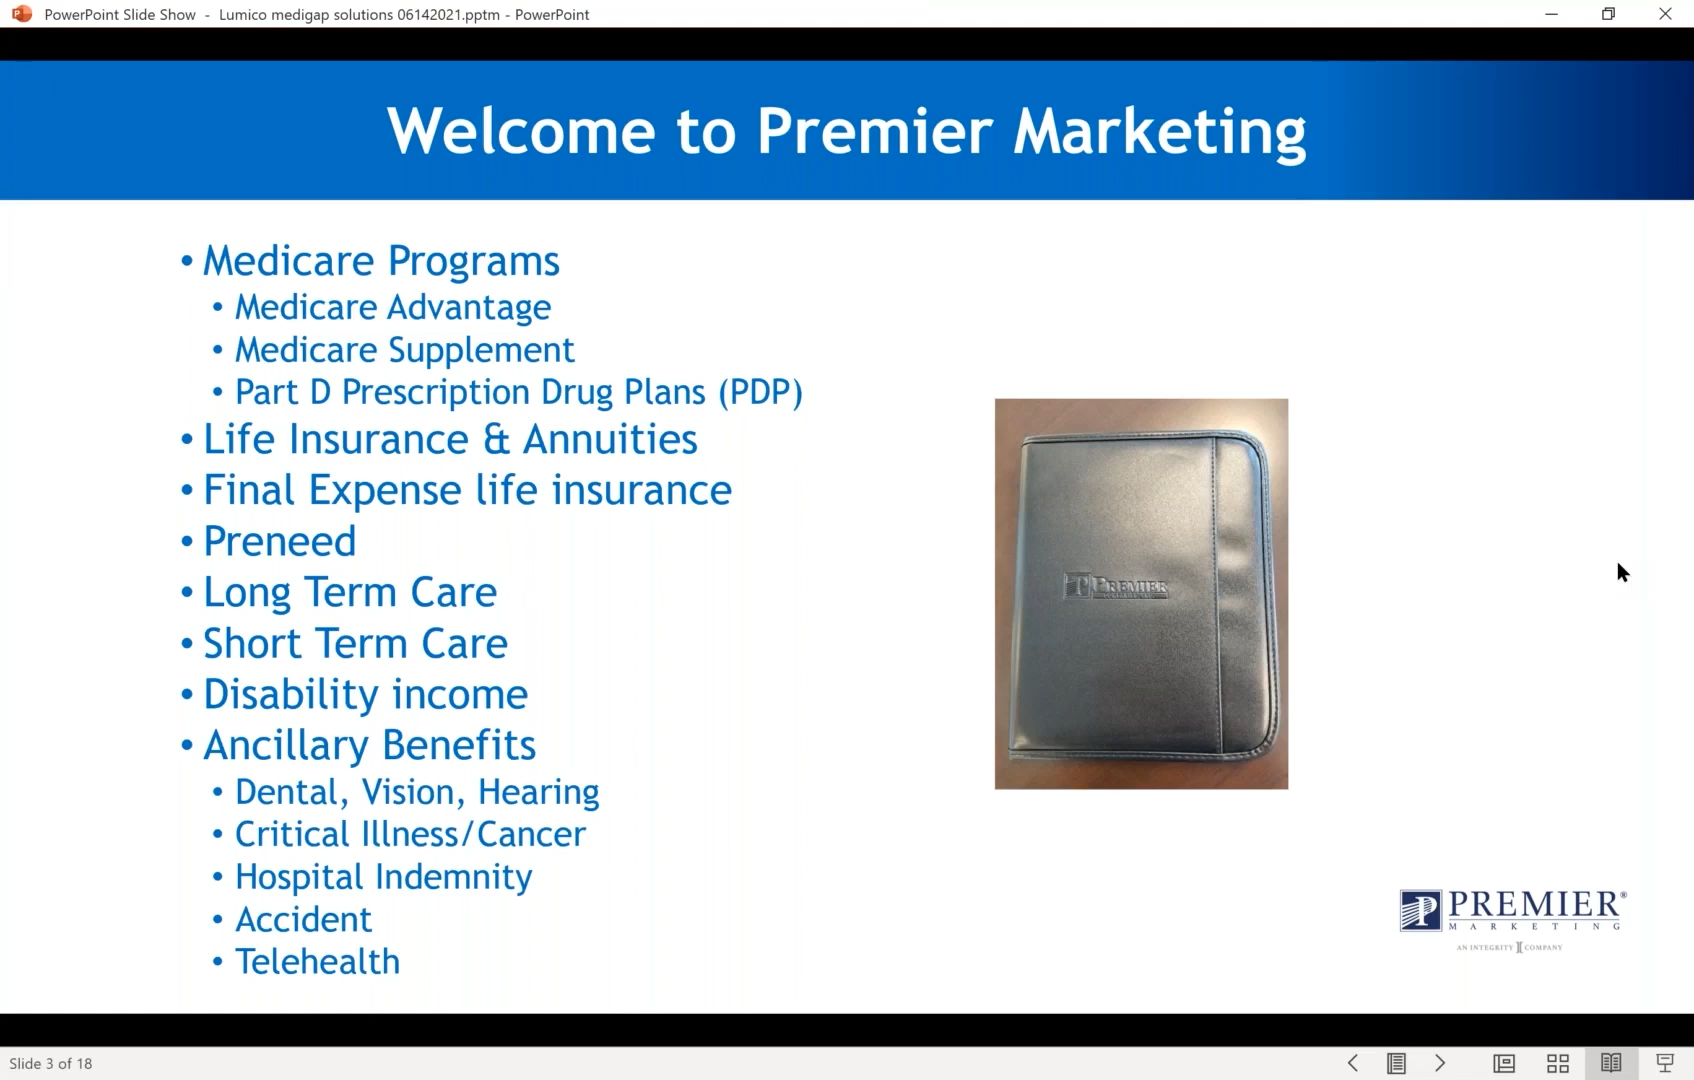 PowerPoint Slide Show - Lumico medigap solutions 06142021.pptm - PowerPoint
Welcome to Premier Marketing
• Medicare Programs
• Medicare Advantage
• Medicare Supplement
• Part D Prescription Drug Plans (PDP)
• Life Insurance & Annuities
• Final Expense life insurance
• Preneed
• Long Term Care
• Short Term Care
• Disability income
• Ancillary Benefits
• Dental, Vision, Hearing
• Critical Illness/Cancer
• Hospital Indemnity
• Accident
• Telehealth
PREMIER
PREMIER®
MARKETING
AN INTEGRITY COMPANY
Slide 3 of 18